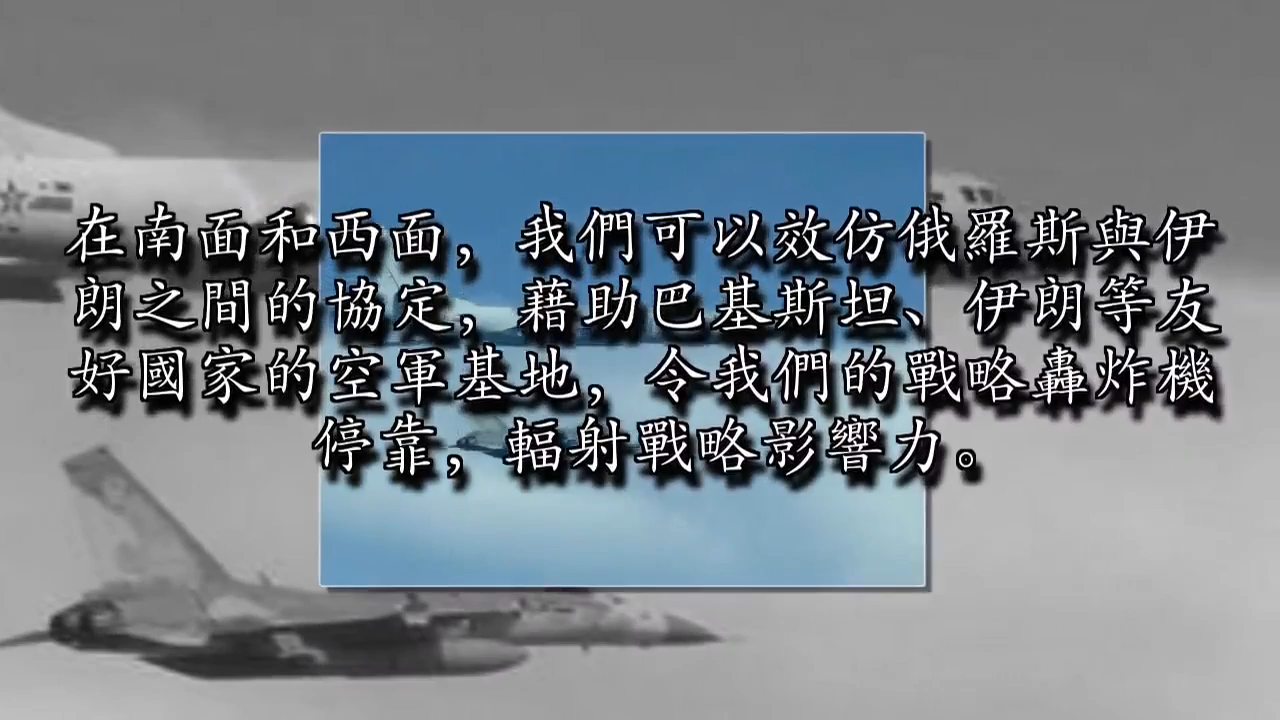 在南面和西面，我們可以效仿俄羅斯與伊
朗之間的協定，藉助巴基斯坦、伊朗等友
好國家的空軍基地，令我們的戰略轟炸機
停靠，輻射戰略影響力。